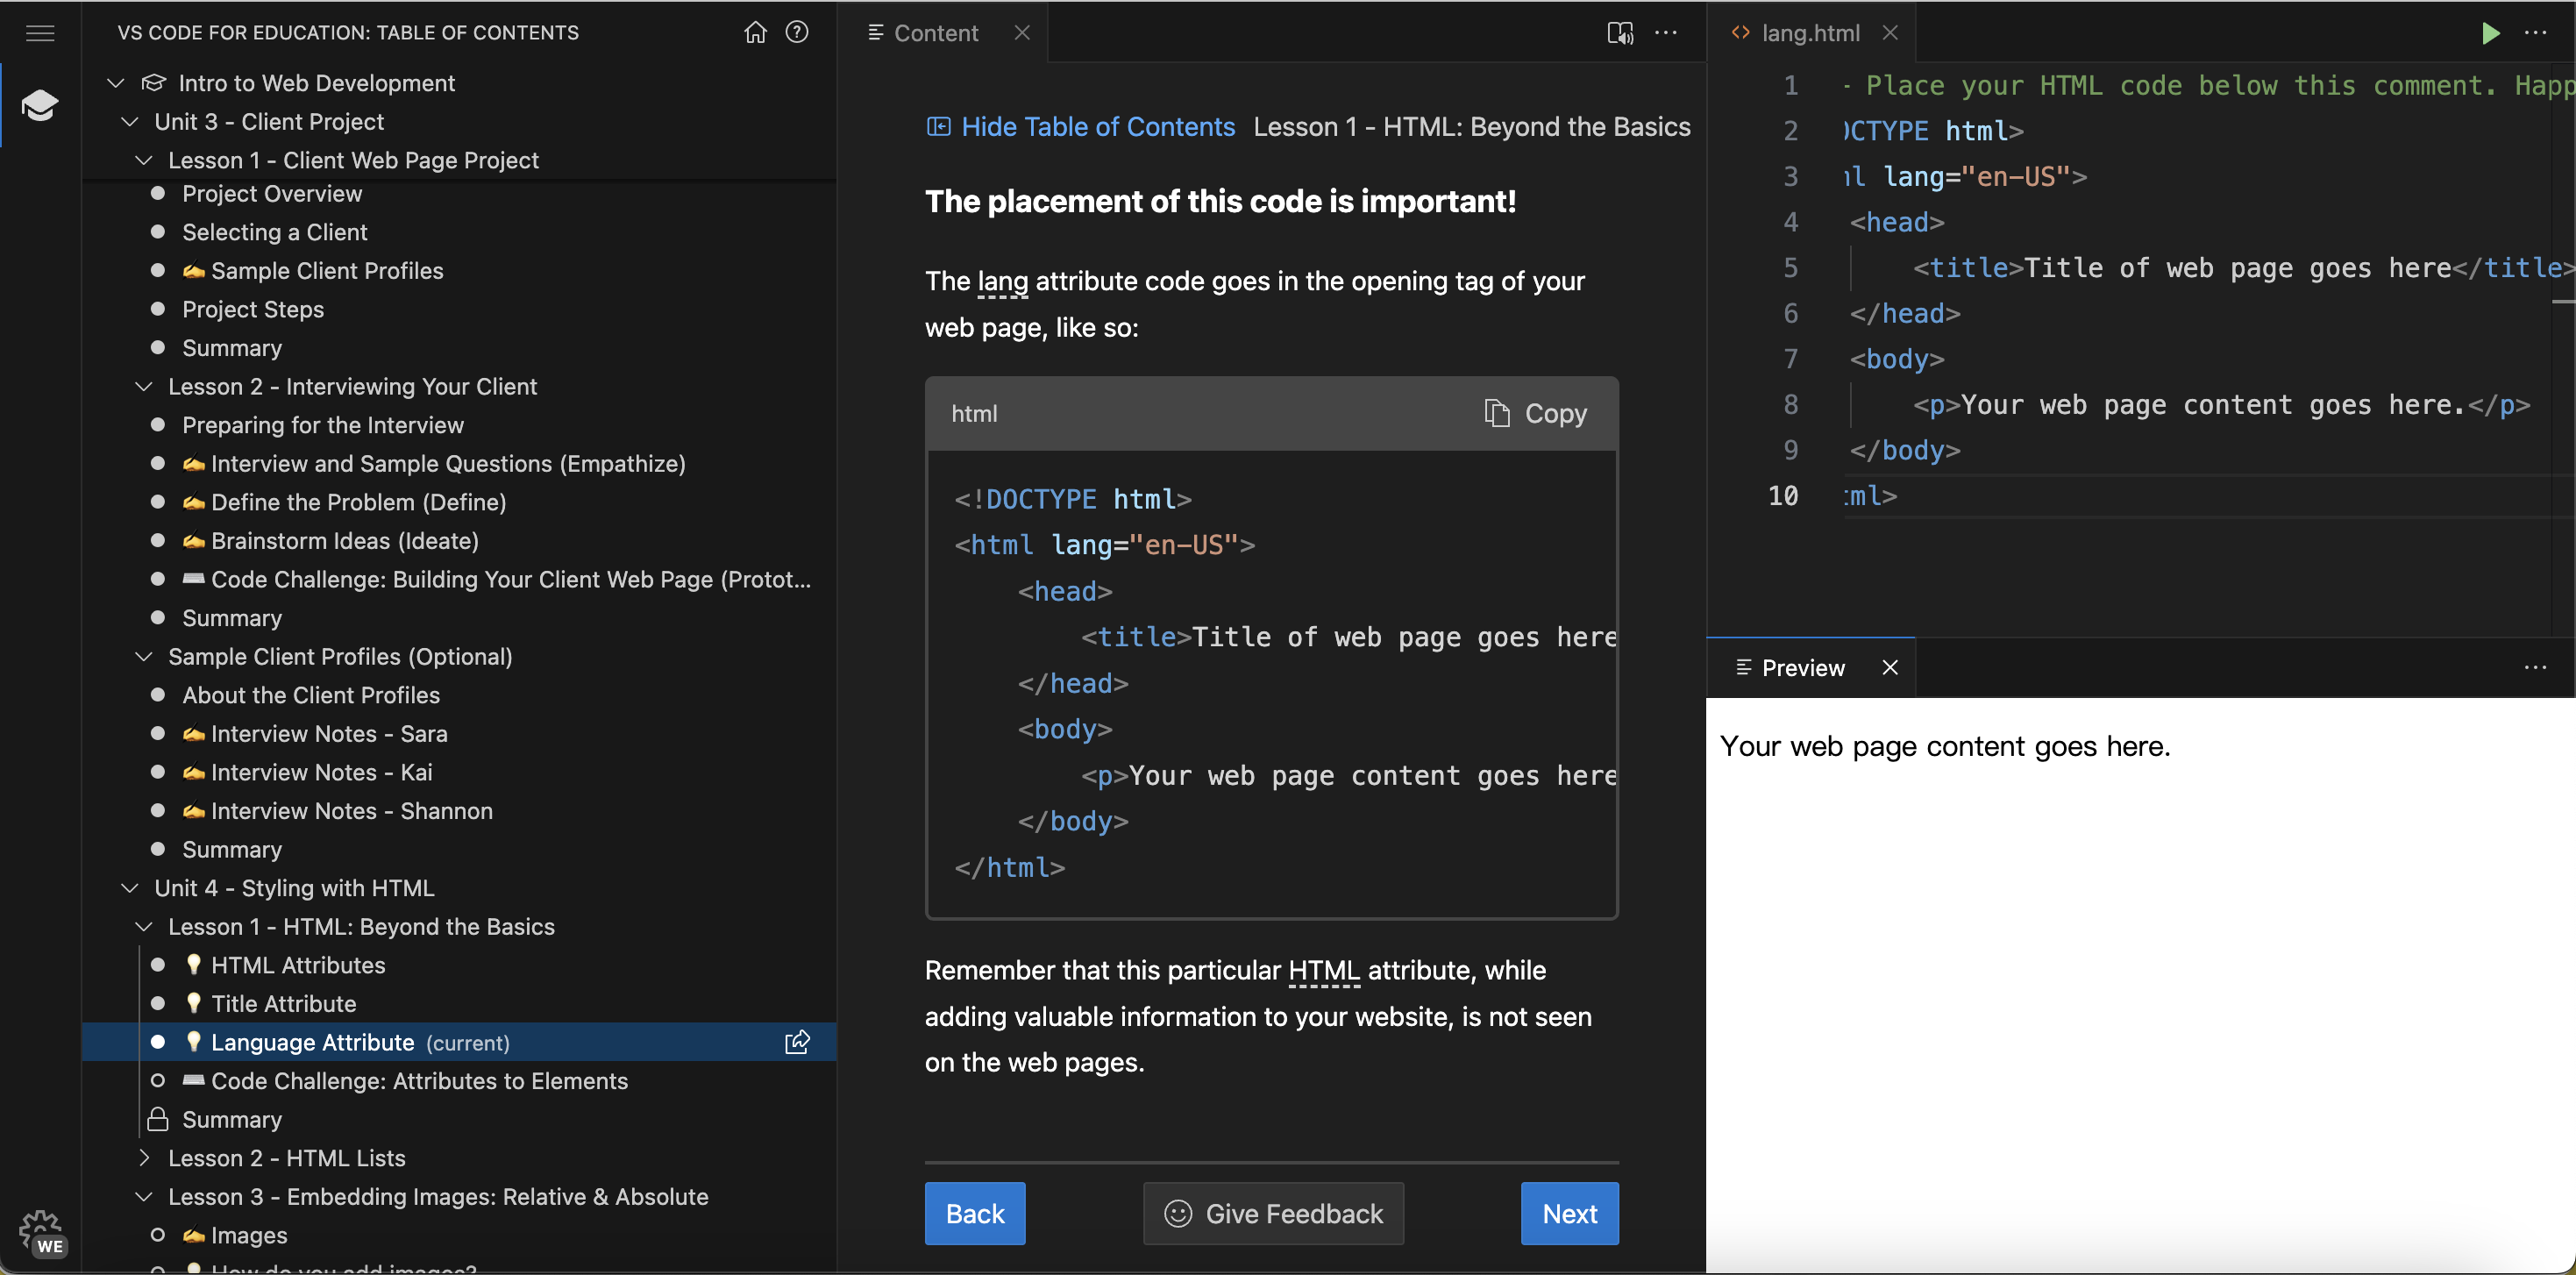 VS CODE FOR EDUCATION: TABLE OF CONTENTS
Intro to Web Development
Unit 3 - Client Project
Lesson 1 - Client Web Page Project
Project Overview
Selecting a Client
✍️ Sample Client Profiles
Project Steps
Summary
Lesson 2 - Interviewing Your Client
Preparing for the Interview
✍️ Interview and Sample Questions (Empathize)
✍️ Define the Problem (Define)
✍️ Brainstorm Ideas (Ideate)
⌨️ Code Challenge: Building Your Client Web Page (Protot...
Summary
Sample Client Profiles (Optional)
About the Client Profiles
✍️ Interview Notes - Sara
✍️ Interview Notes - Kai
✍️ Interview Notes - Shannon
Summary
Unit 4 - Styling with HTML
Lesson 1 - HTML: Beyond the Basics
💡 HTML Attributes
💡 Title Attribute
💡 Language Attribute (current)
⌨️ Code Challenge: Attributes to Elements
Summary
Lesson 2 - HTML Lists
Lesson 3 - Embedding Images: Relative & Absolute
✍️ Images
💡 How do you add images?
WE
Content
Hide Table of Contents Lesson 1 - HTML: Beyond the Basics
The placement of this code is important!
The lang attribute code goes in the opening tag of your
web page, like so:
html Copy
<!DOCTYPE html>
<html lang="en-US">
<head>
<title>Title of web page goes here
</head>
<body>
<p>Your web page content goes here
</body>
</html>
Remember that this particular HTML attribute, while
adding valuable information to your website, is not seen
on the web pages.
Back Give Feedback Next
<> lang.html
1 - Place your HTML code below this comment. Happ
2 OCTYPE html>
3 ml lang="en-US">
4 <head>
5 <title>Title of web page goes here</title>
6 </head>
7 <body>
8 <p>Your web page content goes here.</p>
9 </body>
10 tml>
Preview
Your web page content goes here.